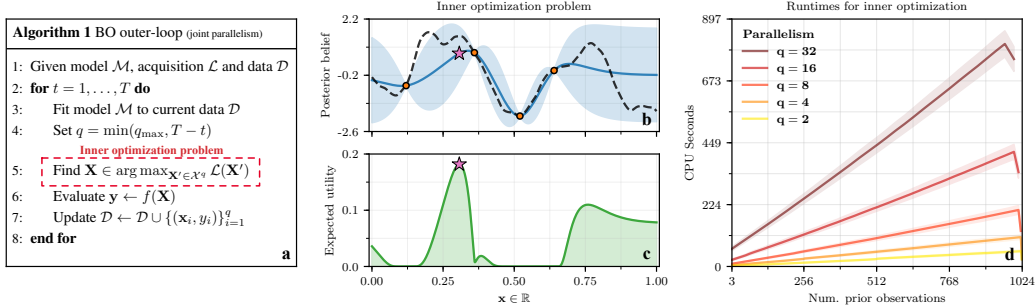 Algorithm 1 BO outer-loop (joint parallelism)
1: Given model M, acquisition L and data D
2: for t = 1, . . . , T do
3: Fit model M to current data D
4: Set q = min(q_max, T − t)
Inner optimization problem
5: Find X ∈ arg max_{X′∈X^q} L(X′)
6: Evaluate y ← f(X)
7: Update D ← D ∪ {(x_i, y_i)}_{i=1}^q
8: end for
a
Inner optimization problem
Posterior belief
2.2
-0.2
-2.6
b
Expected utility
0.2
0.1
0.0
c
0.00
0.25
0.50
0.75
1.00
x ∈ ℝ
Runtimes for inner optimization
CPU Seconds
897
673
449
224
0
Parallelism
q = 32
q = 16
q = 8
q = 4
q = 2
d
3
256
512
768
1024
Num. prior observations